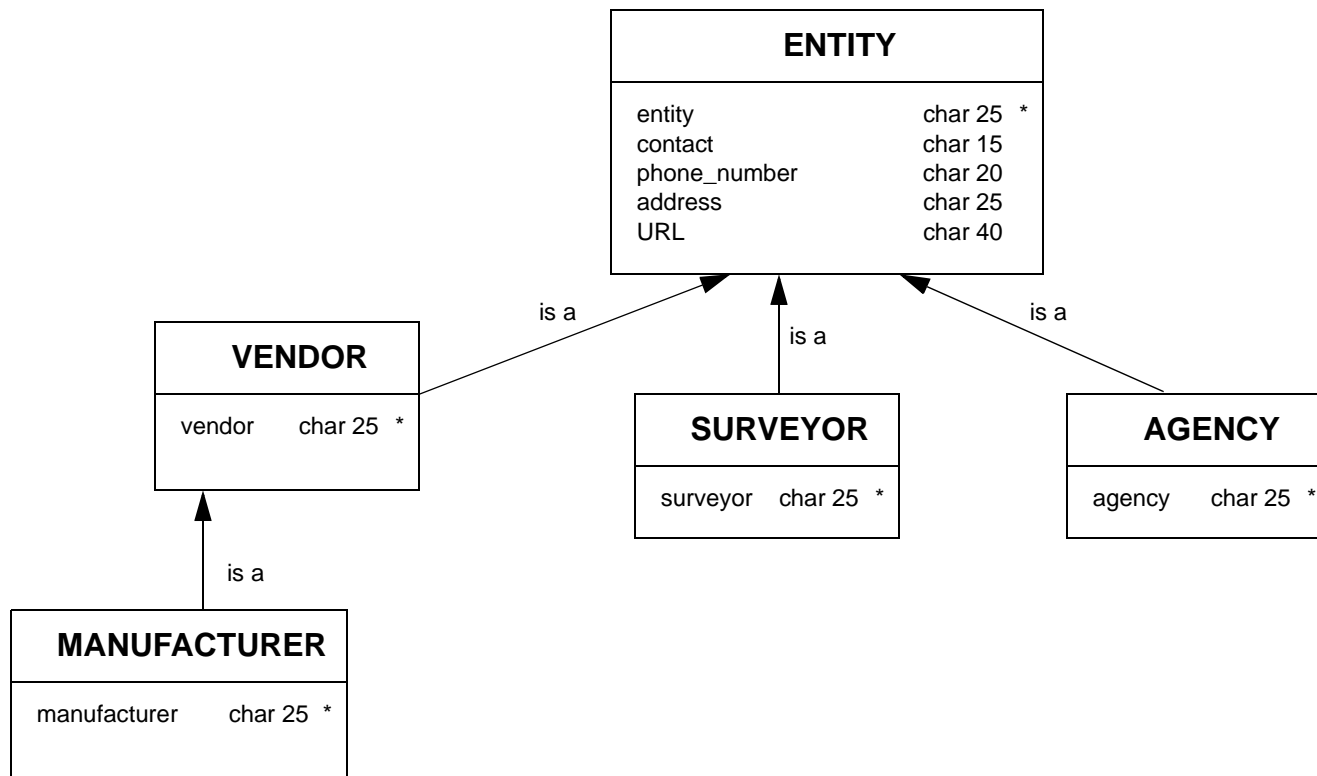 ENTITY
entity char 25 *
contact char 15
phone_number char 20
address char 25
URL char 40
is a
is a
is a
VENDOR
vendor char 25 *
SURVEYOR
surveyor char 25 *
AGENCY
agency char 25 *
is a
MANUFACTURER
manufacturer char 25 *